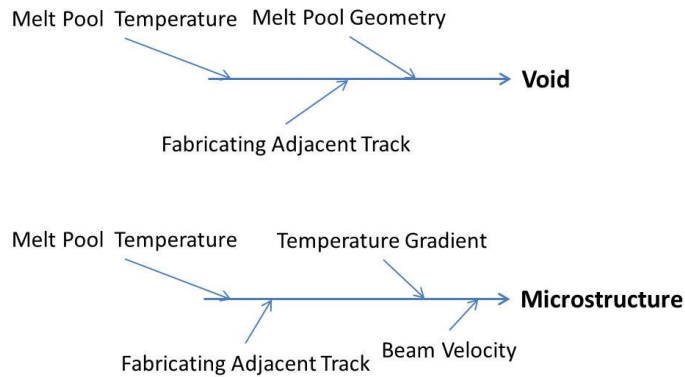 Melt Pool Temperature Melt Pool Geometry
Void
Fabricating Adjacent Track
Melt Pool Temperature Temperature Gradient
Microstructure
Fabricating Adjacent Track Beam Velocity